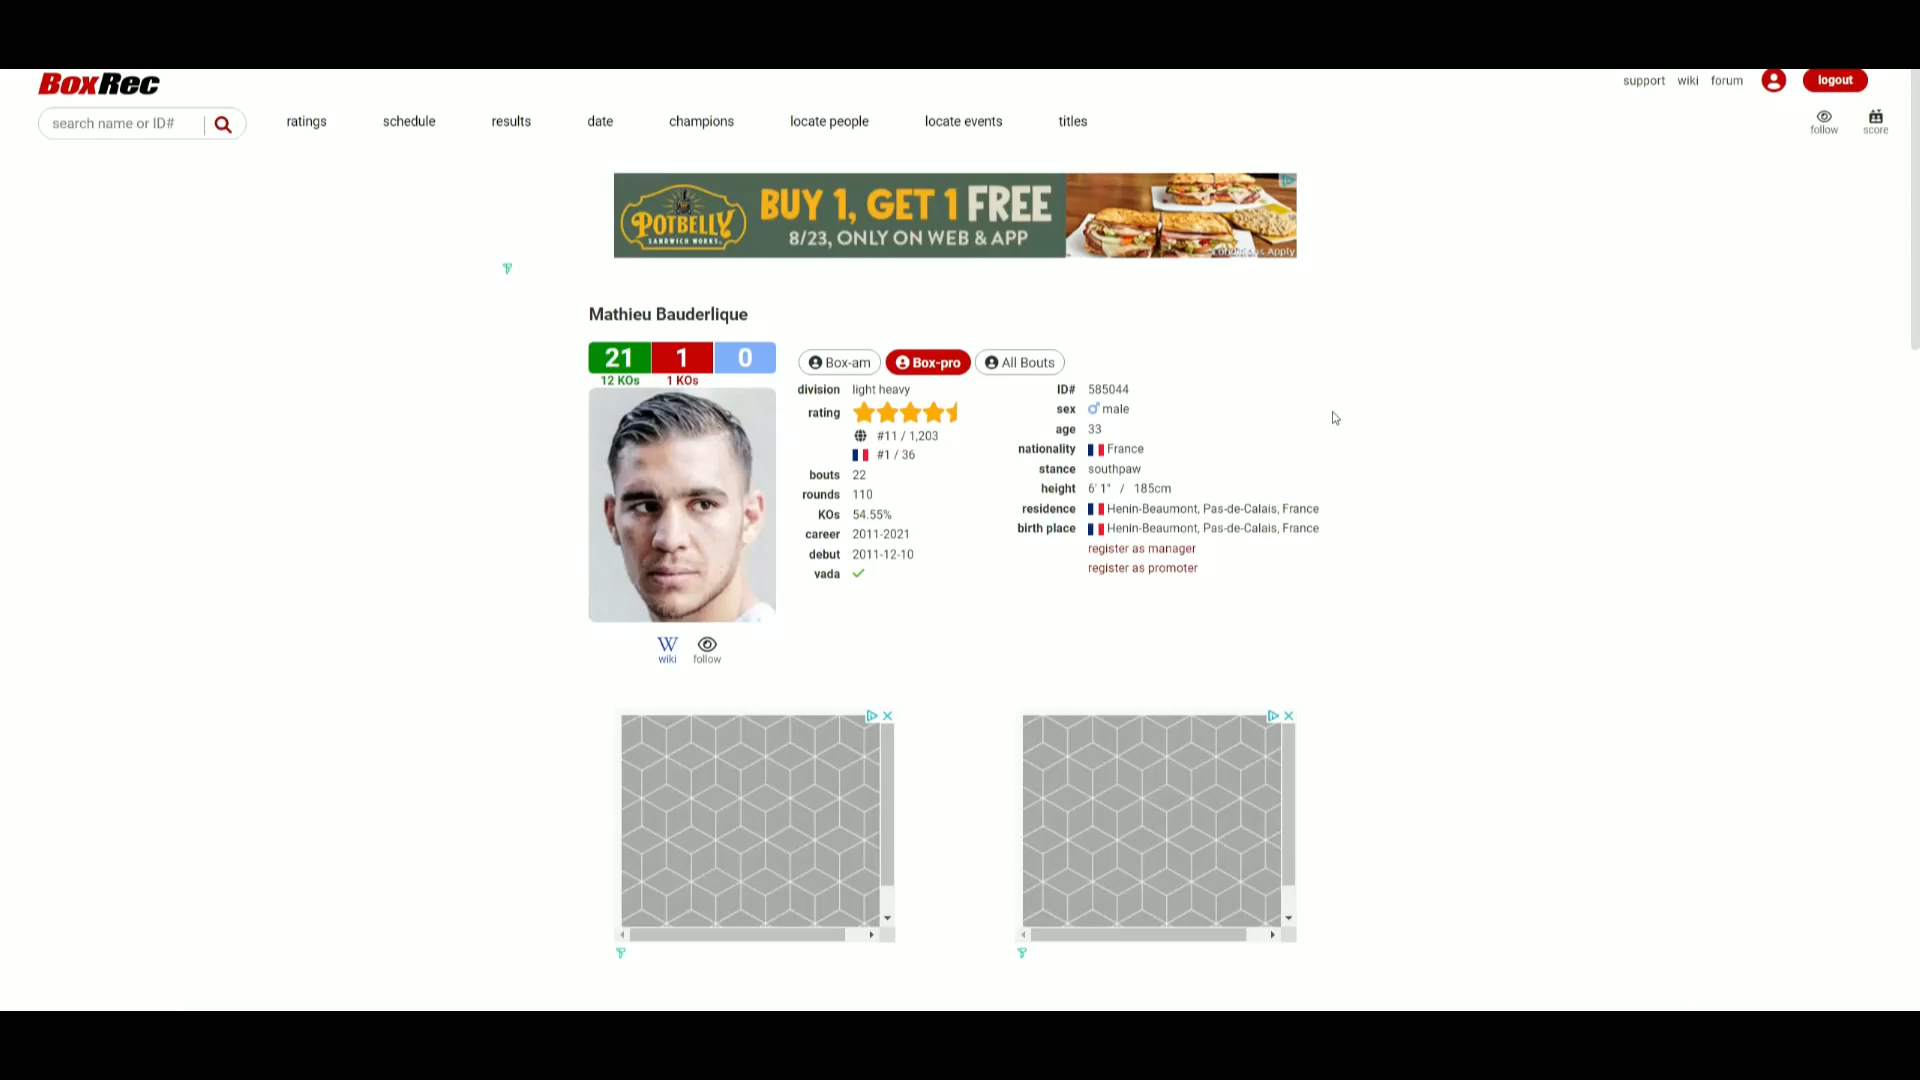 BoxRec
support wiki forum logout
search name or ID#
ratings schedule results date champions locate people locate events titles
follow score
POTBELLY
SANDWICH WORKS
BUY 1, GET 1 FREE
8/23, ONLY ON WEB & APP
Apply
Mathieu Bauderlique
21 1 0
12 KOs 1 KOs
Box-am Box-pro All Bouts
division light heavy
rating
#11 / 1,203
#1 / 36
bouts 22
rounds 110
KOs 54.55%
career 2011-2021
debut 2011-12-10
vada
ID# 585044
sex male
age 33
nationality France
stance southpaw
height 6' 1" / 185cm
residence Henin-Beaumont, Pas-de-Calais, France
birth place Henin-Beaumont, Pas-de-Calais, France
register as manager
register as promoter
W
wiki follow